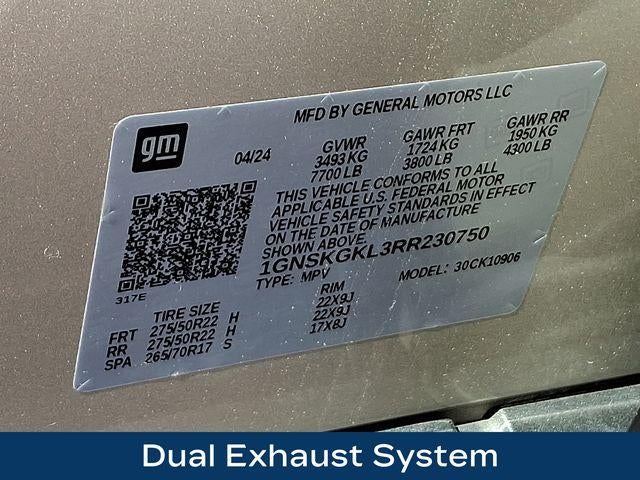 MFD BY GENERAL MOTORS LLC
gm
04/24
GVWR GAWR FRT GAWR RR
3493 KG 1724 KG 1950 KG
7700 LB 3800 LB 4300 LB
THIS VEHICLE CONFORMS TO ALL
APPLICABLE U.S. FEDERAL MOTOR
VEHICLE SAFETY STANDARDS IN EFFECT
ON THE DATE OF MANUFACTURE
SHOWN ABOVE.
1GNSKGKL3RR230750
TYPE: MPV MODEL: 30CK10906
317E
TIRE SIZE RIM
FRT 275/50R22 H 22X9J
RR 275/50R22 H 22X9J
SPA 265/70R17 S 17X8J
Dual Exhaust System